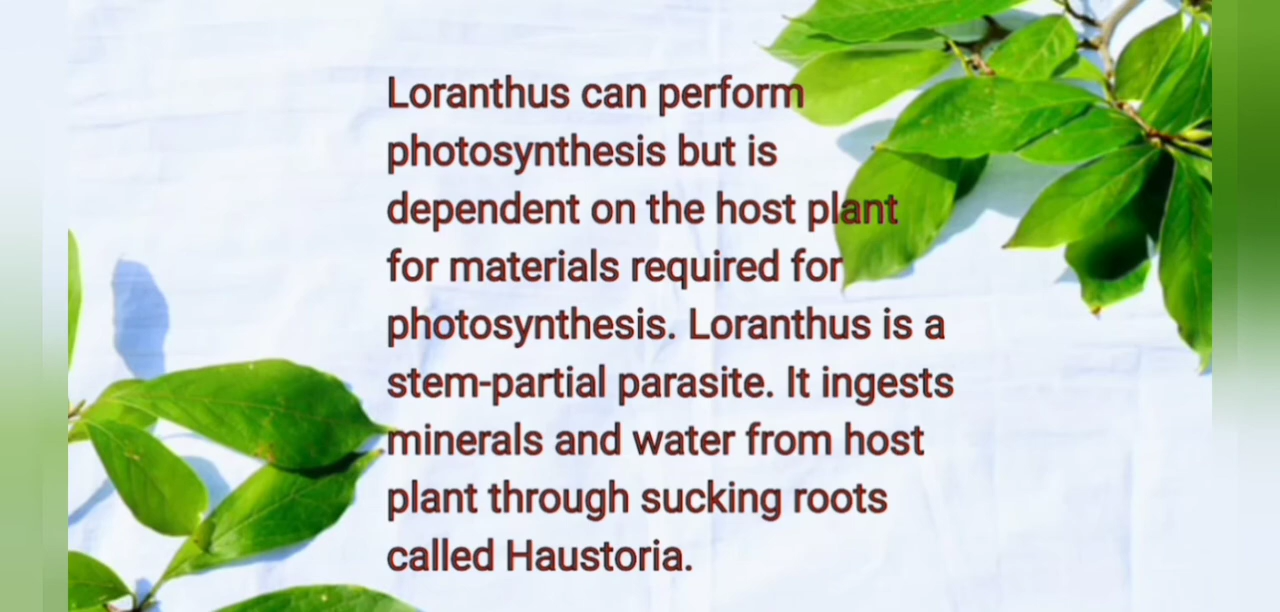 Loranthus can perform
photosynthesis but is
dependent on the host plant
for materials required for
photosynthesis. Loranthus is a
stem-partial parasite. It ingests
minerals and water from host
plant through sucking roots
called Haustoria.